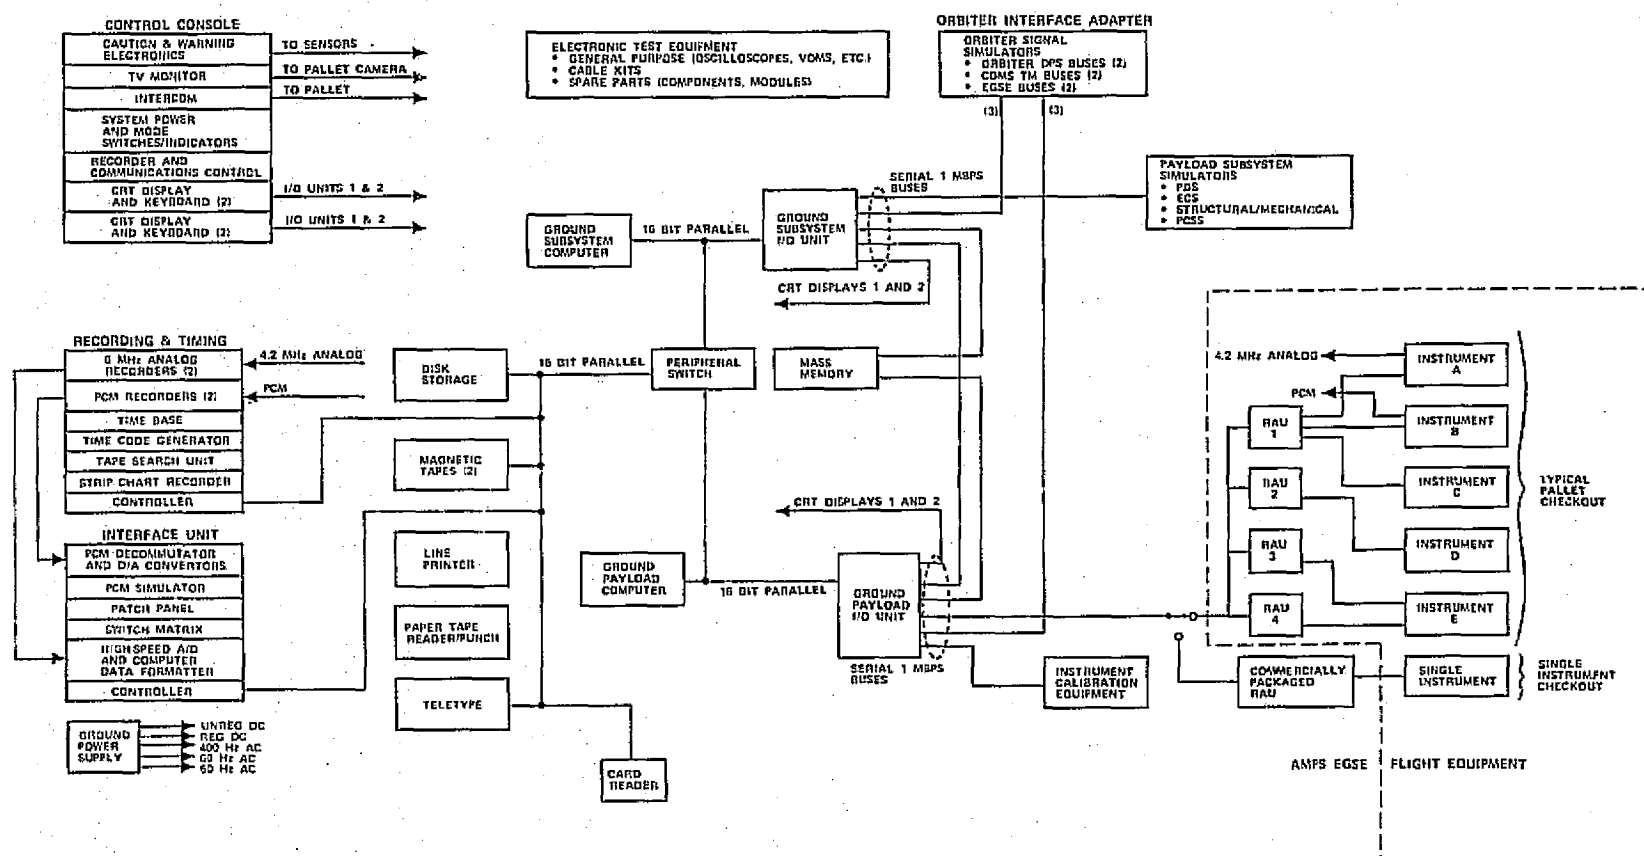 CONTROL CONSOLE
CAUTION & WARNING
ELECTRONICS
TO SENSORS
TV MONITOR
TO PALLET CAMERA
INTERCOM
TO PALLET
SYSTEM POWER
AND MODE
SWITCHES/INDICATORS
RECORDER AND
COMMUNICATIONS CONTROL
CRT DISPLAY
AND KEYBOARD (2)
I/O UNITS 1 & 2
CRT DISPLAY
AND KEYBOARD (2)
I/O UNITS 1 & 2
ELECTRONIC TEST EQUIPMENT
• GENERAL PURPOSE (OSCILLOSCOPES, VOMS, ETC.)
• CABLE KITS
• SPARE PARTS (COMPONENTS, MODULES)
ORBITER INTERFACE ADAPTER
ORBITER SIGNAL
SIMULATORS
• ORBITER DPS BUSES (2)
• CDMS TM BUSES (2)
• EGSE BUSES (2)
(3)
(3)
PAYLOAD SUBSYSTEM
SIMULATORS
• PDS
• ECS
• STRUCTURAL/MECHANICAL
• PCSS
SERIAL 1 MBPS
BUSES
GROUND
SUBSYSTEM
COMPUTER
16 BIT PARALLEL
GROUND
SUBSYSTEM
I/O UNIT
CRT DISPLAYS 1 AND 2
RECORDING & TIMING
MHz ANALOG
RECORDERS (2)
4.2 MHz ANALOG
PCM RECORDERS (2)
PCM
TIME BASE
TIME CODE GENERATOR
TAPE SEARCH UNIT
STRIP CHART RECORDER
CONTROLLER
DISK
STORAGE
16 BIT PARALLEL
PERIPHERAL
SWITCH
MASS
MEMORY
MAGNETIC
TAPES (2)
LINE
PRINTER
PAPER TAPE
READER/PUNCH
TELETYPE
CARD
READER
INTERFACE UNIT
PCM DECOMMUTATOR
AND D/A CONVERTORS
PCM SIMULATOR
PATCH PANEL
SWITCH MATRIX
HIGHSPEED A/D
AND COMPUTER
DATA FORMATTER
CONTROLLER
GROUND
POWER
SUPPLY
UNREG DC
REG DC
400 Hz AC
60 Hz AC
50 Hz AC
CRT DISPLAYS 1 AND 2
GROUND
PAYLOAD
COMPUTER
16 BIT PARALLEL
GROUND
PAYLOAD
I/O UNIT
SERIAL 1 MBPS
BUSES
INSTRUMENT
CALIBRATION
EQUIPMENT
4.2 MHz ANALOG
PCM
RAU
1
RAU
2
RAU
3
RAU
4
INSTRUMENT
A
INSTRUMENT
B
INSTRUMENT
C
INSTRUMENT
D
INSTRUMENT
E
TYPICAL
PALLET
CHECKOUT
COMMERCIALLY
PACKAGED
RAU
SINGLE
INSTRUMENT
SINGLE
INSTRUMENT
CHECKOUT
AMPS EGSE
FLIGHT EQUIPMENT